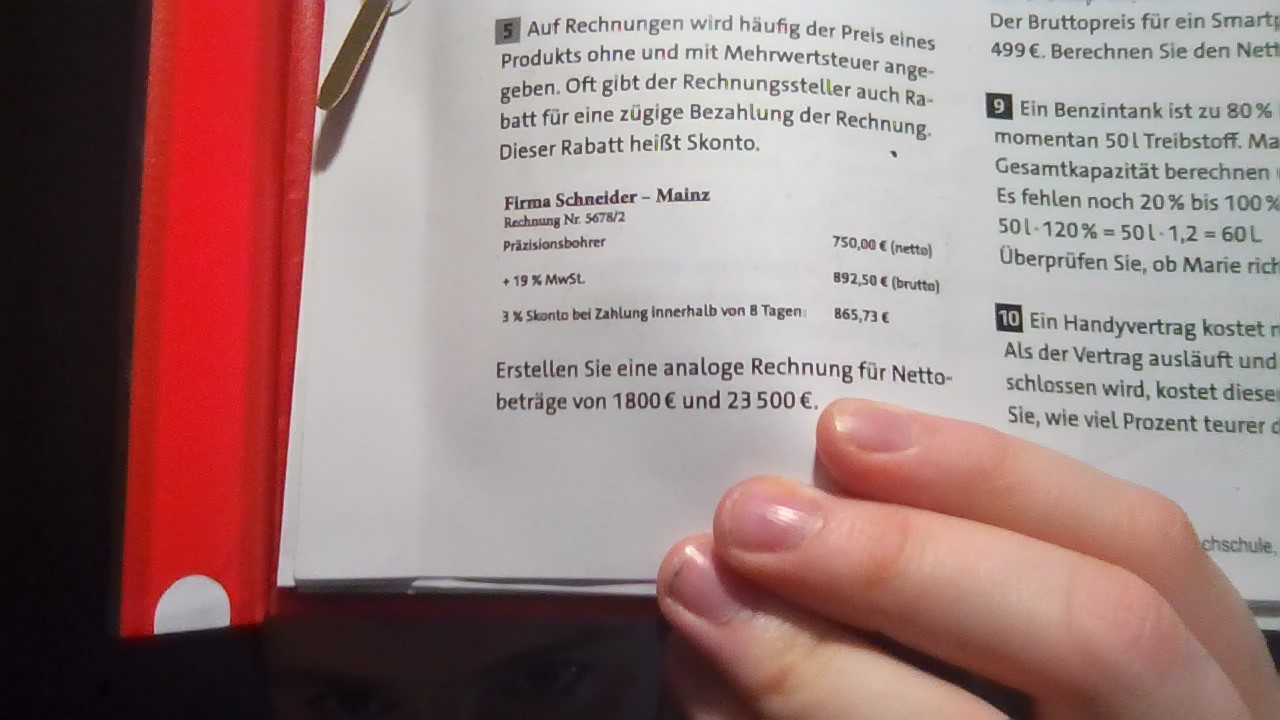 5 Auf Rechnungen wird häufig der Preis eines
Produkts ohne und mit Mehrwertsteuer ange-
geben. Oft gibt der Rechnungssteller auch Ra-
batt für eine zügige Bezahlung der Rechnung.
Dieser Rabatt heißt Skonto.
Firma Schneider – Mainz
Rechnung Nr. 5678/2
Präzisionsbohrer 750,00 € (netto)
+ 19 % MwSt. 892,50 € (brutto)
3 % Skonto bei Zahlung innerhalb von 8 Tagen: 865,73 €
Erstellen Sie eine analoge Rechnung für Netto-
beträge von 1800 € und 23 500 €.
Der Bruttopreis für ein
499 €. Berechnen Sie den
9 Ein Benzintank ist zu 80 %
momentan 50 l Treibstoff.
Gesamtkapazität berechnen
Es fehlen noch 20 % bis 100 %
50 l · 120 % = 50 l · 1,2 = 60 L
Überprüfen Sie, ob Marie
10 Ein Handyvertrag kostet
Als der Vertrag ausläuft und
schlossen wird, kostet
Sie, wie viel Prozent teurer